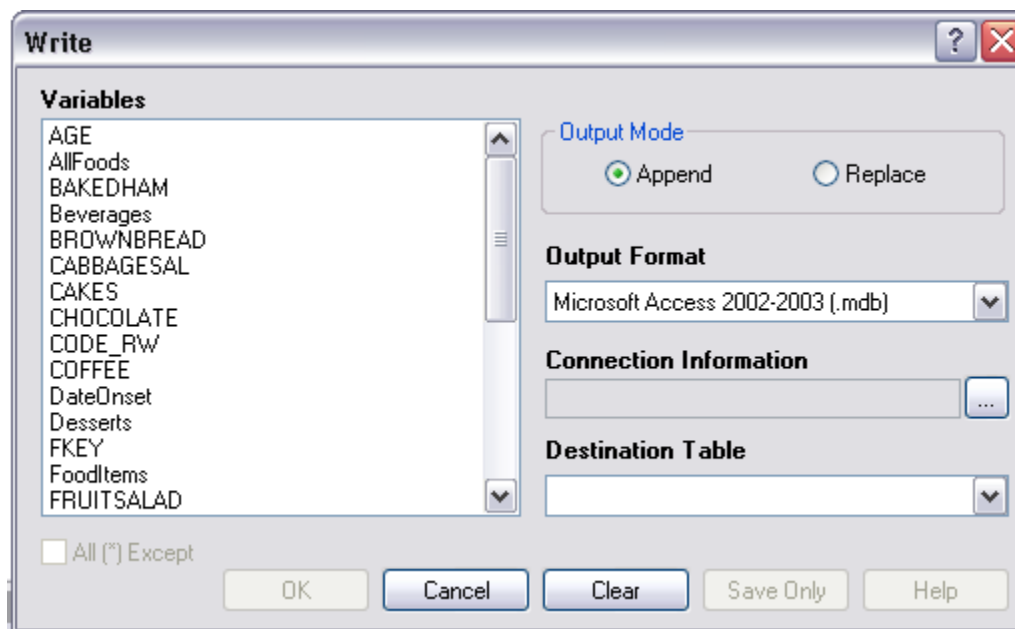 Write
?
Variables
AGE
AllFoods
BAKEDHAM
Beverages
BROWNBREAD
CABBAGESAL
CAKES
CHOCOLATE
CODE_RW
COFFEE
DateOnset
Desserts
FKEY
FoodItems
FRUITSALAD
All (*) Except
Output Mode
Append Replace
Output Format
Microsoft Access 2002-2003 (.mdb)
Connection Information
...
Destination Table
OK Cancel Clear Save Only Help